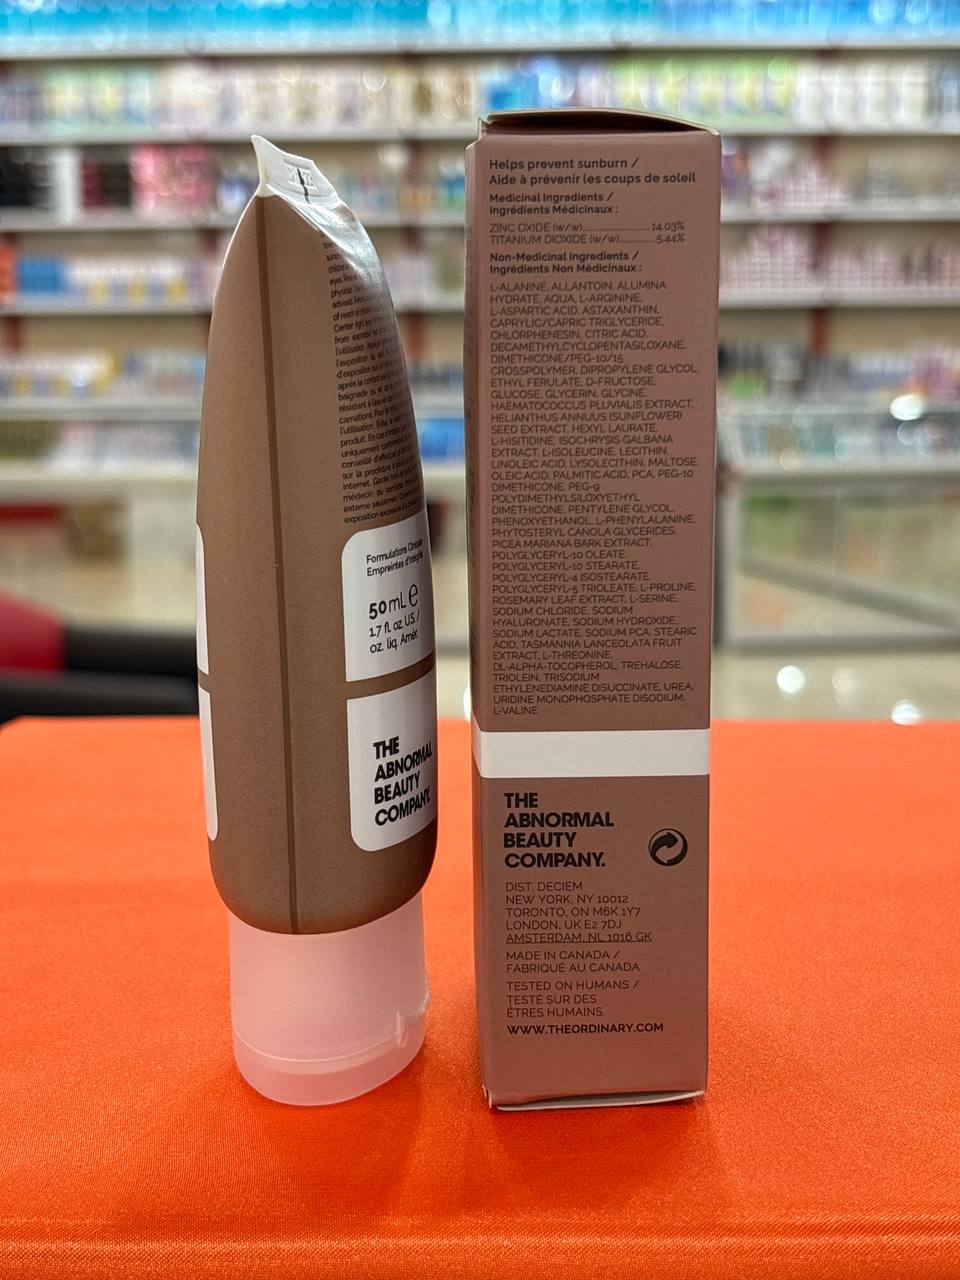 l'utilisation.
Formulations Cliniques
Empreintes d'Intégrité
50 mL e
1.7 fl. oz. US. /
oz. liq. Amér.
THE
ABNORMAL
BEAUTY
COMPANY.
Helps prevent sunburn /
Aide à prévenir les coups de soleil
Medicinal Ingredients /
Ingrédients Médicinaux :
ZINC OXIDE (w/w)..............................14.03%
TITANIUM DIOXIDE (w/w)............5.44%
Non-Medicinal Ingredients /
Ingrédients Non Médicinaux :
L-ALANINE, ALLANTOIN, ALUMINA
HYDRATE, AQUA, L-ARGININE,
L-ASPARTIC ACID, ASTAXANTHIN,
CAPRYLIC/CAPRIC TRIGLYCERIDE,
CHLORPHENESIN, CITRIC ACID,
DECAMETHYLCYCLOPENTASILOXANE,
DIMETHICONE/PEG-10/15
CROSSPOLYMER, DIPROPYLENE GLYCOL,
ETHYL FERULATE, D-FRUCTOSE,
GLUCOSE, GLYCERIN, GLYCINE,
HAEMATOCOCCUS PLUVIALIS EXTRACT,
HELIANTHUS ANNUUS (SUNFLOWER)
SEED EXTRACT, HEXYL LAURATE,
L-HISITIDINE, ISOCHRYSIS GALBANA
EXTRACT, L-ISOLEUCINE, LECITHIN,
LINOLEIC ACID, LYSOLECITHIN, MALTOSE,
OLEIC ACID, PALMITIC ACID, PCA, PEG-10
DIMETHICONE, PEG-9
POLYDIMETHYLSILOXYETHYL
DIMETHICONE, PENTYLENE GLYCOL,
PHENOXYETHANOL, L-PHENYLALANINE,
PHYTOSTERYL CANOLA GLYCERIDES,
PICEA MARIANA BARK EXTRACT,
POLYGLYCERYL-10 OLEATE,
POLYGLYCERYL-10 STEARATE,
POLYGLYCERYL-4 ISOSTEARATE,
POLYGLYCERYL-5 TRIOLEATE, L-PROLINE,
ROSEMARY LEAF EXTRACT, L-SERINE,
SODIUM CHLORIDE, SODIUM
HYALURONATE, SODIUM HYDROXIDE,
SODIUM LACTATE, SODIUM PCA, STEARIC
ACID, TASMANNIA LANCEOLATA FRUIT
EXTRACT, L-THREONINE,
DL-ALPHA-TOCOPHEROL, TREHALOSE,
TRIOLEIN, TRISODIUM
ETHYLENEDIAMINE DISUCCINATE, UREA,
URIDINE MONOPHOSPHATE DISODIUM,
L-VALINE
THE
ABNORMAL
BEAUTY
COMPANY.
DIST. DECIEM
NEW YORK, NY 10012
TORONTO, ON M6K 1Y7
LONDON, UK E2 7DJ
AMSTERDAM, NL 1016 GK
MADE IN CANADA /
FABRIQUÉ AU CANADA
TESTED ON HUMANS /
TESTÉ SUR DES
ÊTRES HUMAINS.
WWW.THEORDINARY.COM